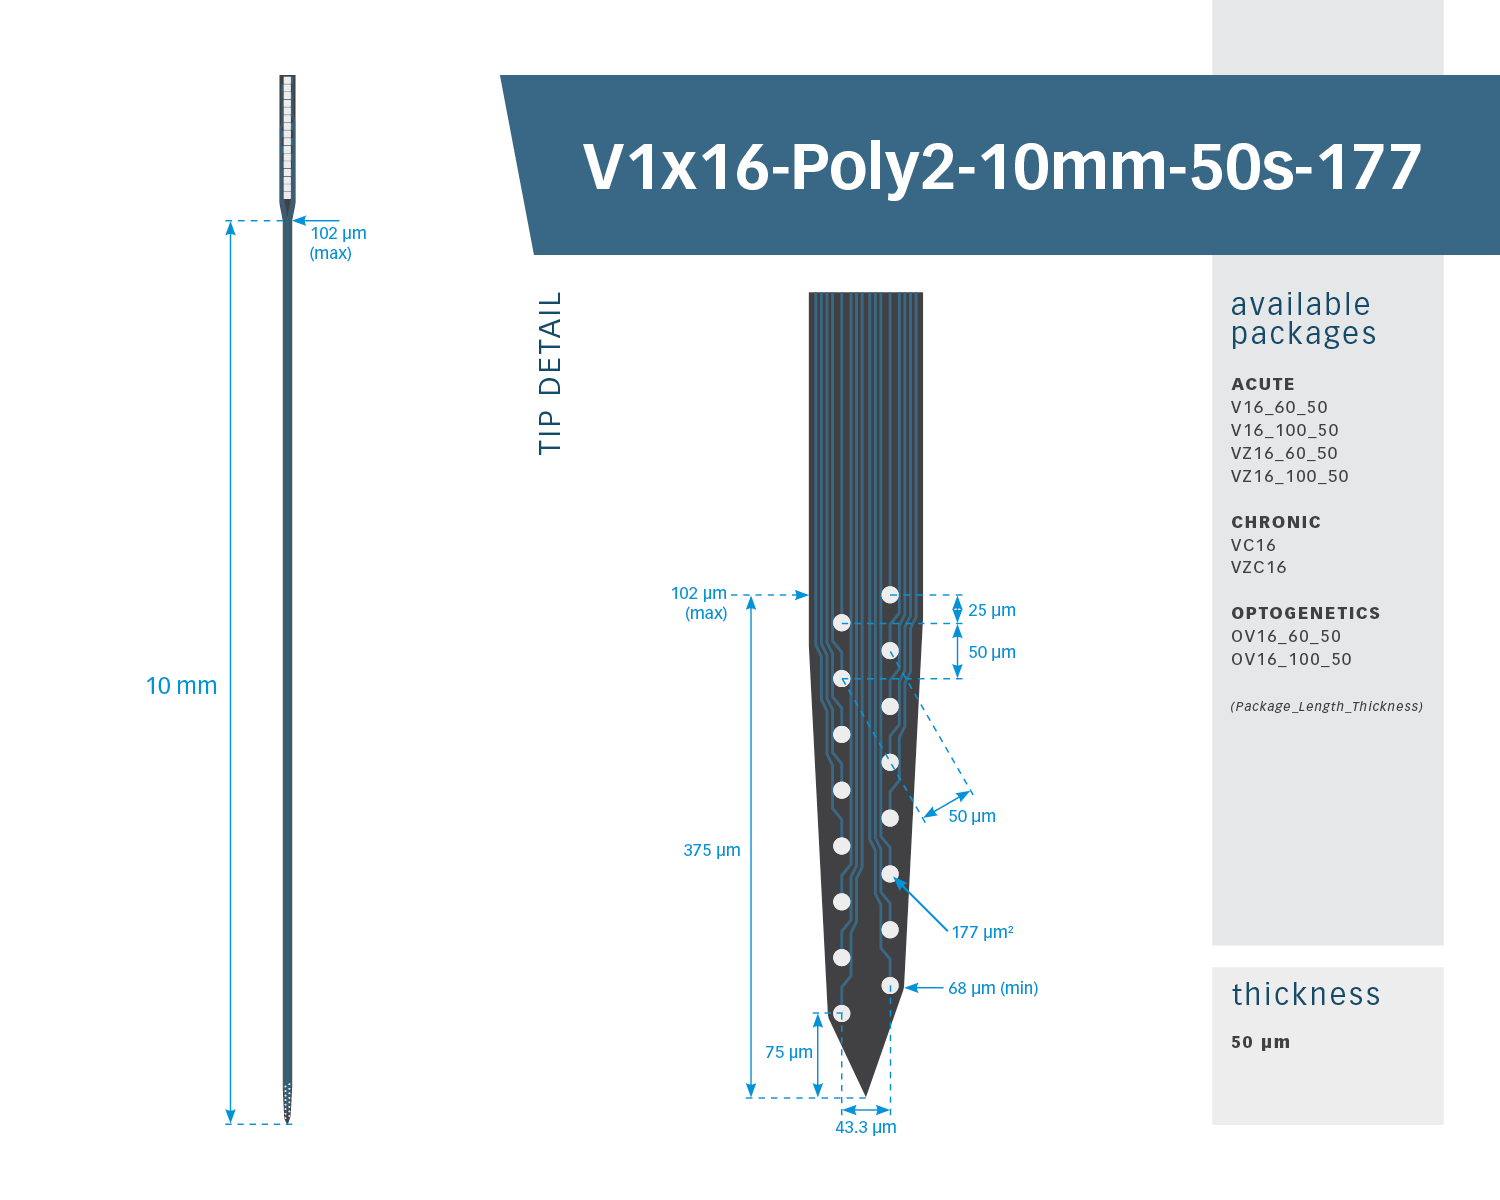 V1x16-Poly2-10mm-50s-177
102 µm
(max)
10 mm
TIP DETAIL
102 µm
(max)
25 µm
50 µm
50 µm
375 µm
177 µm²
68 µm (min)
75 µm
43.3 µm
available
packages
ACUTE
V16_60_50
V16_100_50
VZ16_60_50
VZ16_100_50
CHRONIC
VC16
VZC16
OPTOGENETICS
OV16_60_50
OV16_100_50
(Package_Length_Thickness)
thickness
50 µm